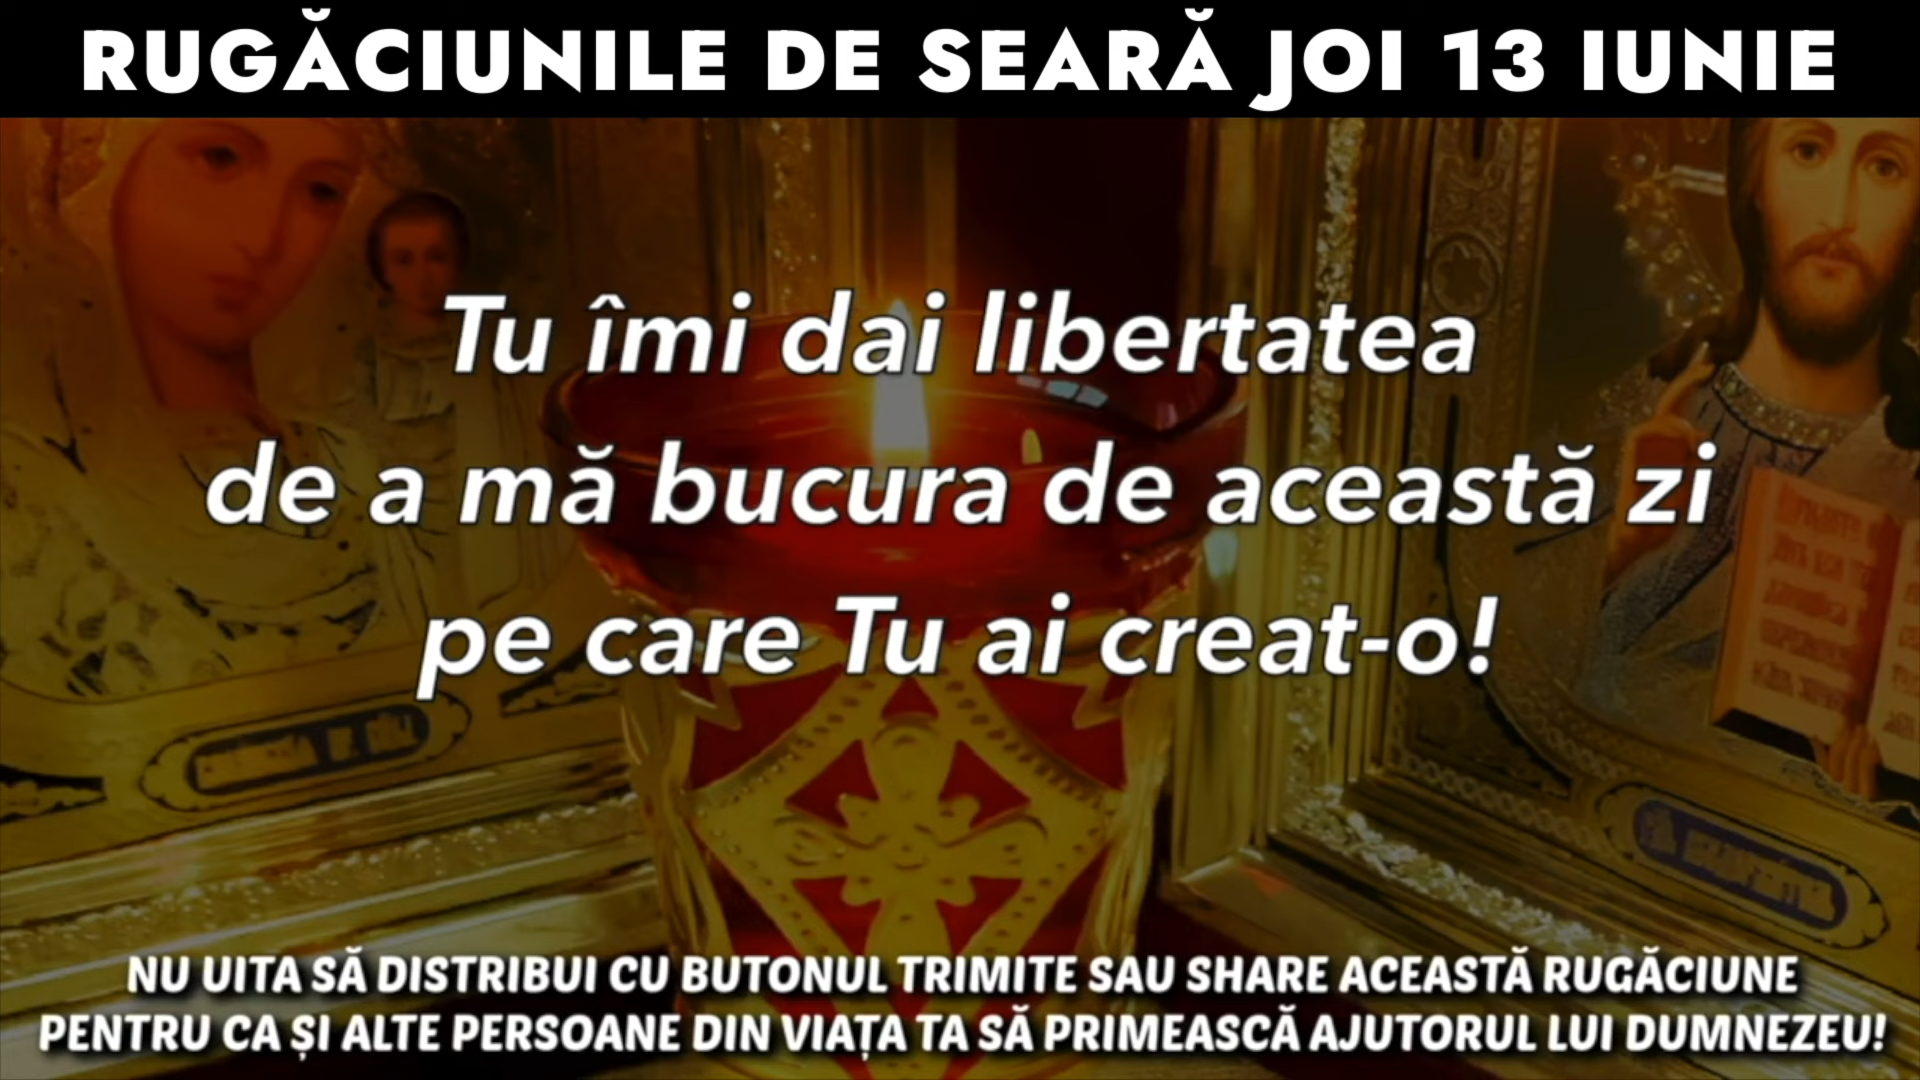 RUGĂCIUNILE DE SEARĂ JOI 13 IUNIE
Tu îmi dai libertatea
de a mă bucura de această zi
pe care Tu ai creat-o!
NU UITA SĂ DISTRIBUI CU BUTONUL TRIMITE SAU SHARE ACEASTĂ RUGĂCIUNE
PENTRU CA ȘI ALTE PERSOANE DIN VIAȚA TA SĂ PRIMEASCĂ AJUTORUL LUI DUMNEZEU!